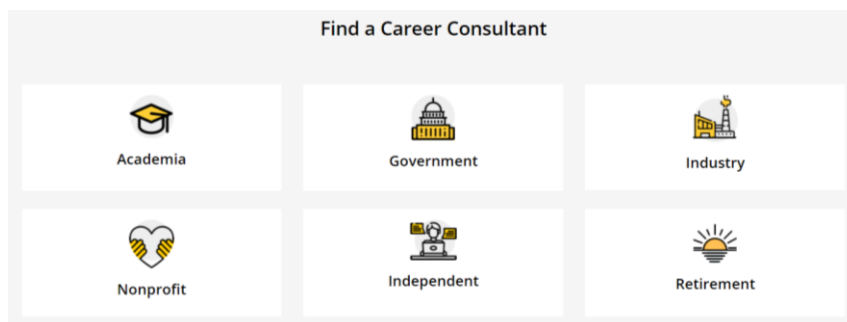 Find a Career Consultant
Academia
Government
Industry
Nonprofit
Independent
Retirement